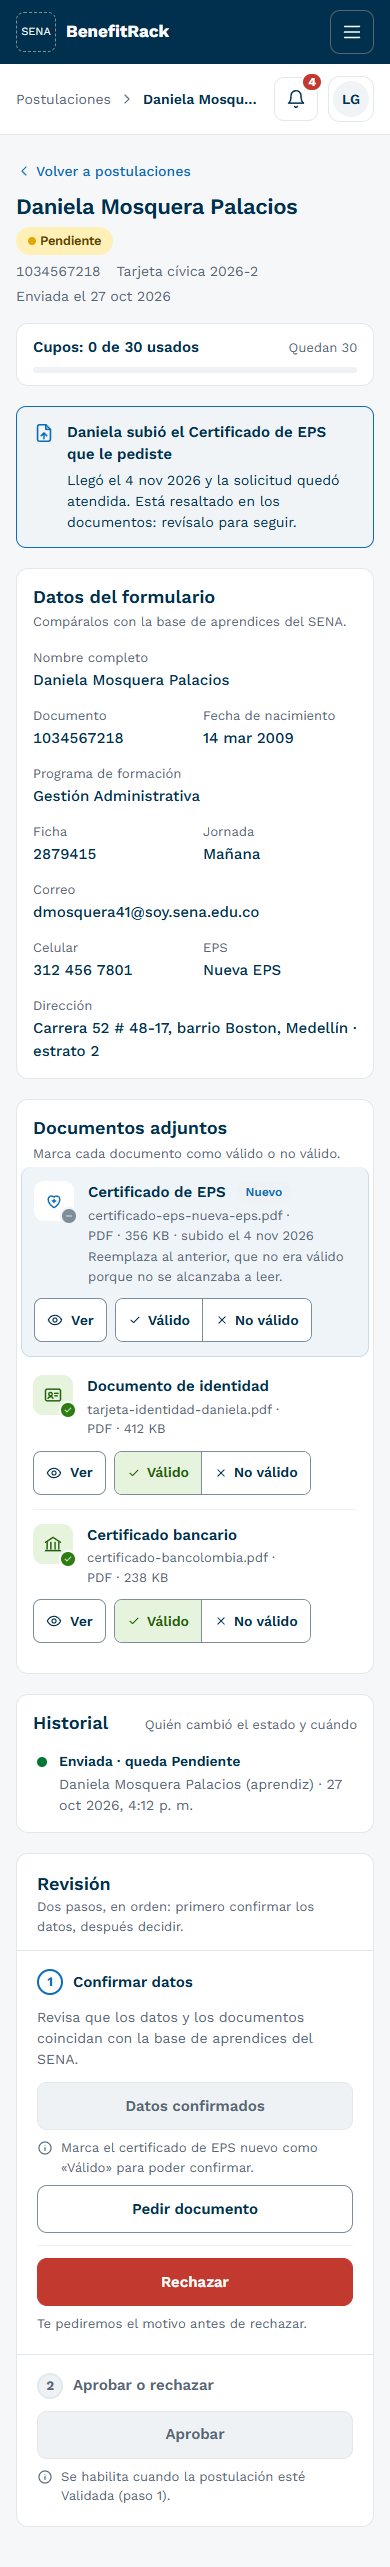 SENA BenefitRack
Postulaciones > Daniela Mosqu... 4 LG
Volver a postulaciones
Daniela Mosquera Palacios
Pendiente
1034567218 Tarjeta cívica 2026-2
Enviada el 27 oct 2026
Cupos: 0 de 30 usados Quedan 30
Daniela subió el Certificado de EPS
que le pediste
Llegó el 4 nov 2026 y la solicitud quedó
atendida. Está resaltado en los
documentos: revísalo para seguir.
Datos del formulario
Compáralos con la base de aprendices del SENA.
Nombre completo
Daniela Mosquera Palacios
Documento Fecha de nacimiento
1034567218 14 mar 2009
Programa de formación
Gestión Administrativa
Ficha Jornada
2879415 Mañana
Correo
dmosquera41@soy.sena.edu.co
Celular EPS
312 456 7801 Nueva EPS
Dirección
Carrera 52 # 48-17, barrio Boston, Medellín ·
estrato 2
Documentos adjuntos
Marca cada documento como válido o no válido.
Certificado de EPS Nuevo
certificado-eps-nueva-eps.pdf ·
PDF · 356 KB · subido el 4 nov 2026
Reemplaza al anterior, que no era válido
porque no se alcanzaba a leer.
Ver Válido No válido
Documento de identidad
tarjeta-identidad-daniela.pdf ·
PDF · 412 KB
Ver Válido No válido
Certificado bancario
certificado-bancolombia.pdf ·
PDF · 238 KB
Ver Válido No válido
Historial Quién cambió el estado y cuándo
Enviada · queda Pendiente
Daniela Mosquera Palacios (aprendiz) · 27
oct 2026, 4:12 p. m.
Revisión
Dos pasos, en orden: primero confirmar los
datos, después decidir.
1 Confirmar datos
Revisa que los datos y los documentos
coincidan con la base de aprendices del
SENA.
Datos confirmados
Marca el certificado de EPS nuevo como
«Válido» para poder confirmar.
Pedir documento
Rechazar
Te pediremos el motivo antes de rechazar.
2 Aprobar o rechazar
Aprobar
Se habilita cuando la postulación esté
Validada (paso 1).